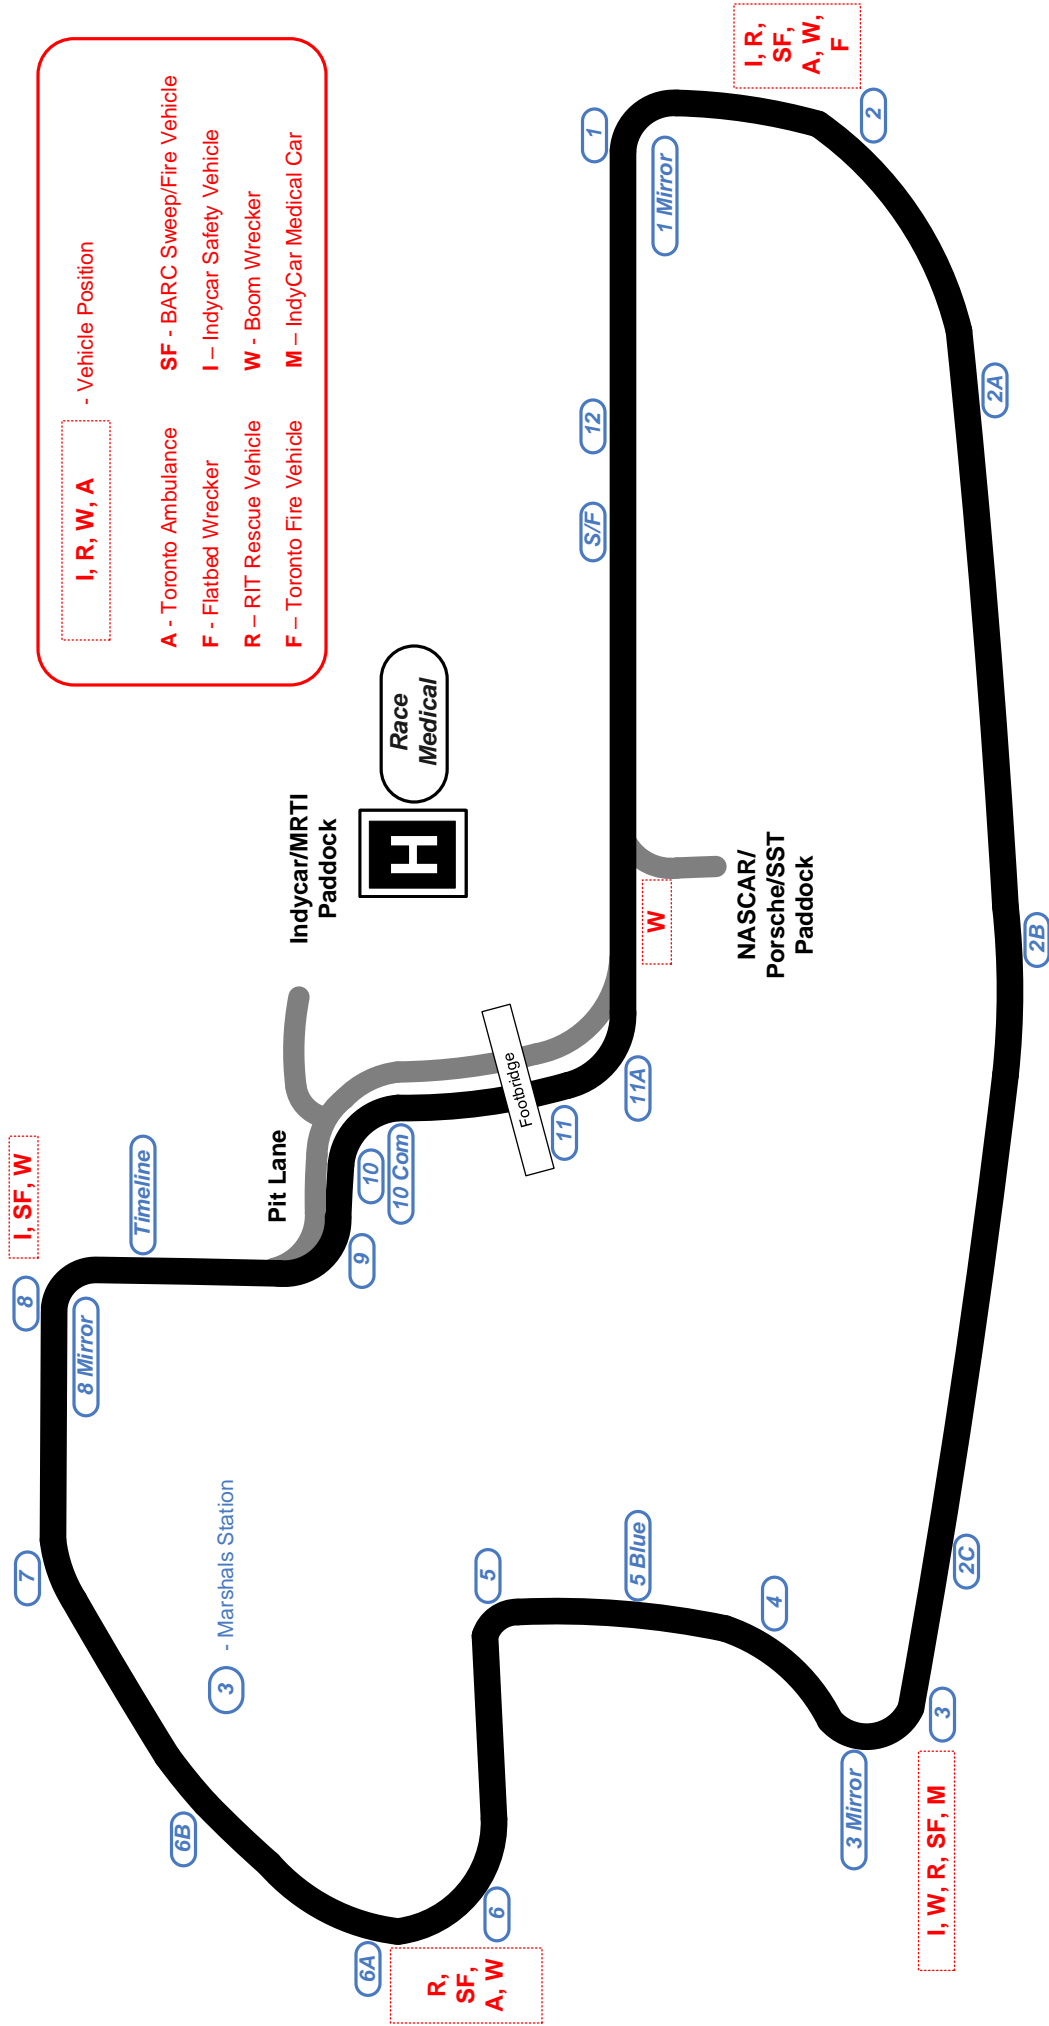 I, R, W, A
- Vehicle Position
A - Toronto Ambulance
SF - BARC Sweep/Fire Vehicle
F - Flatbed Wrecker
I – Indycar Safety Vehicle
R – RIT Rescue Vehicle
W - Boom Wrecker
F – Toronto Fire Vehicle
M – IndyCar Medical Car
I, SF, W
8
8 Mirror
Timeline
7
3
- Marshals Station
6B
6A
R,
SF,
A, W
6
5
5 Blue
4
3 Mirror
3
I, W, R, SF, M
2C
2B
2A
2
I, R,
SF,
A, W,
F
1
1 Mirror
12
S/F
Race
Medical
H
Indycar/MRTI
Paddock
Pit Lane
9
10
10 Com
Footbridge
11
11A
W
NASCAR/
Porsche/SST
Paddock